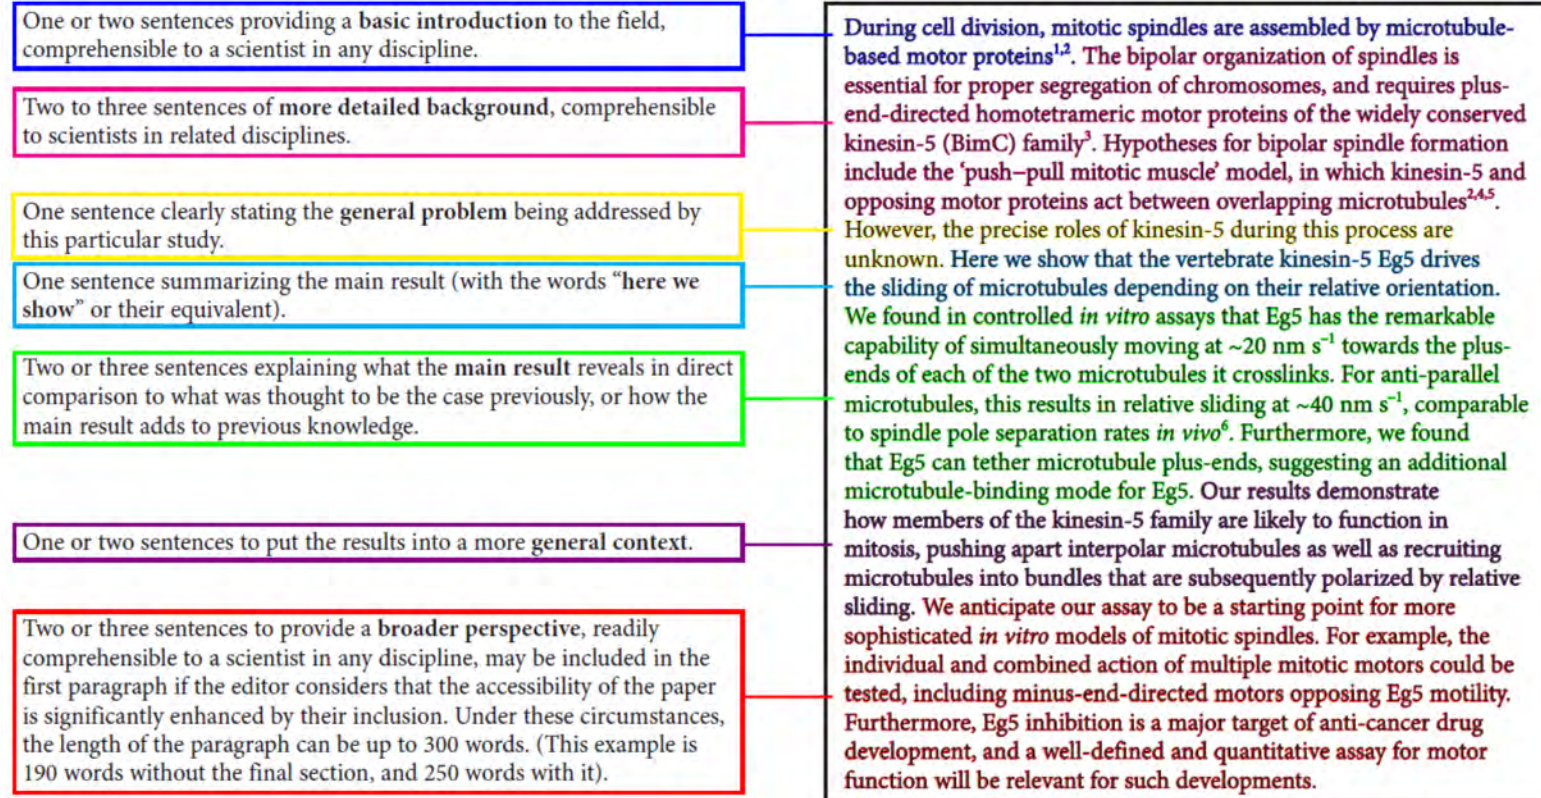 One or two sentences providing a basic introduction to the field,
comprehensible to a scientist in any discipline.
Two to three sentences of more detailed background, comprehensible
to scientists in related disciplines.
One sentence clearly stating the general problem being addressed by
this particular study.
One sentence summarizing the main result (with the words “here we
show” or their equivalent).
Two or three sentences explaining what the main result reveals in direct
comparison to what was thought to be the case previously, or how the
main result adds to previous knowledge.
One or two sentences to put the results into a more general context.
Two or three sentences to provide a broader perspective, readily
comprehensible to a scientist in any discipline, may be included in the
first paragraph if the editor considers that the accessibility of the paper
is significantly enhanced by their inclusion. Under these circumstances,
the length of the paragraph can be up to 300 words. (This example is
190 words without the final section, and 250 words with it).
During cell division, mitotic spindles are assembled by microtubule-
based motor proteins¹,². The bipolar organization of spindles is
essential for proper segregation of chromosomes, and requires plus-
end-directed homotetrameric motor proteins of the widely conserved
kinesin-5 (BimC) family³. Hypotheses for bipolar spindle formation
include the ‘push–pull mitotic muscle’ model, in which kinesin-5 and
opposing motor proteins act between overlapping microtubules²,⁴,⁵.
However, the precise roles of kinesin-5 during this process are
unknown. Here we show that the vertebrate kinesin-5 Eg5 drives
the sliding of microtubules depending on their relative orientation.
We found in controlled in vitro assays that Eg5 has the remarkable
capability of simultaneously moving at ~20 nm s⁻¹ towards the plus-
ends of each of the two microtubules it crosslinks. For anti-parallel
microtubules, this results in relative sliding at ~40 nm s⁻¹, comparable
to spindle pole separation rates in vivo⁶. Furthermore, we found
that Eg5 can tether microtubule plus-ends, suggesting an additional
microtubule-binding mode for Eg5. Our results demonstrate
how members of the kinesin-5 family are likely to function in
mitosis, pushing apart interpolar microtubules as well as recruiting
microtubules into bundles that are subsequently polarized by relative
sliding. We anticipate our assay to be a starting point for more
sophisticated in vitro models of mitotic spindles. For example, the
individual and combined action of multiple mitotic motors could be
tested, including minus-end-directed motors opposing Eg5 motility.
Furthermore, Eg5 inhibition is a major target of anti-cancer drug
development, and a well-defined and quantitative assay for motor
function will be relevant for such developments.